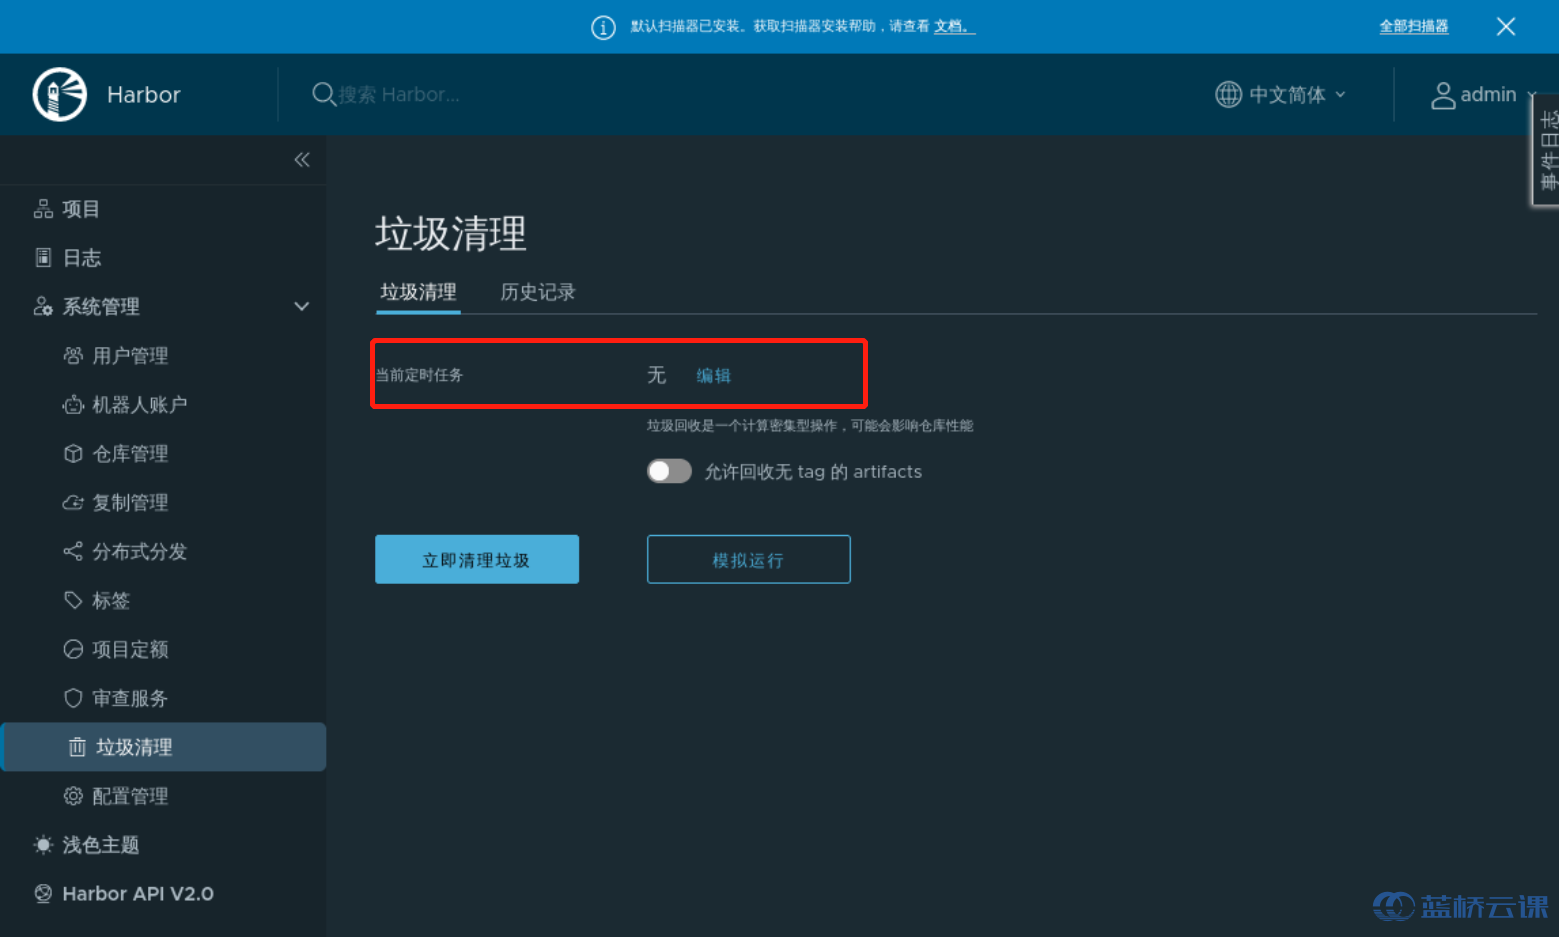 默认扫描器已安装。获取扫描器安装帮助，请查看 文档。
全部扫描器
Harbor
搜索 Harbor...
中文简体
admin
事件日志
项目
日志
系统管理
用户管理
机器人账户
仓库管理
复制管理
分布式分发
标签
项目定额
审查服务
垃圾清理
配置管理
浅色主题
Harbor API V2.0
垃圾清理
垃圾清理 历史记录
当前定时任务 无 编辑
垃圾回收是一个计算密集型操作，可能会影响仓库性能
允许回收无 tag 的 artifacts
立即清理垃圾 模拟运行
蓝桥云课